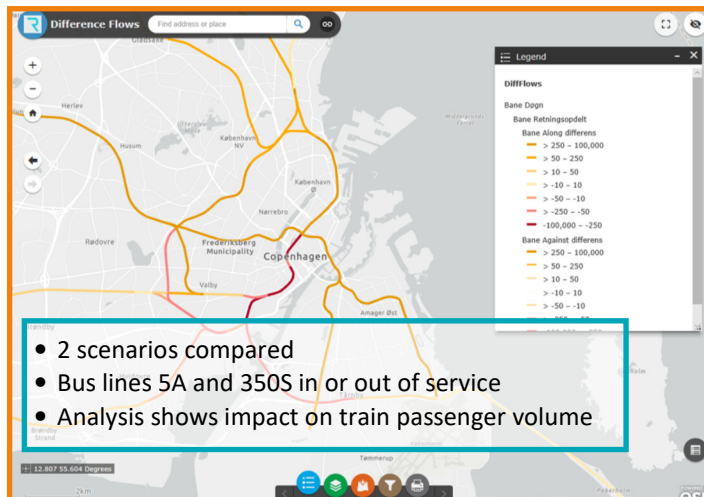 Difference Flows
Find address or place
Gladsakse
Legend
DiffFlows
Bane Døgn
Bane Retningsopdelt
Bane Along differens
> 250 – 100,000
> 50 – 250
> 10 – 50
> -10 – 10
> -50 – -10
> -250 – -50
-100,000 – -250
Bane Against differens
> 250 – 100,000
> 50 – 250
> 10 – 50
> -10 – 10
> -50 – -10
Herlev
Husum
København
NV
København
Ø
Nørrebro
Rødovre
Frederiksberg
Municipality
Copenhagen
Valby
Amager Øst
• 2 scenarios compared
• Bus lines 5A and 350S in or out of service
• Analysis shows impact on train passenger volume
Brøndby
Strand
Tårnby
Tømmerup
12.807 55.604 Degrees
2km